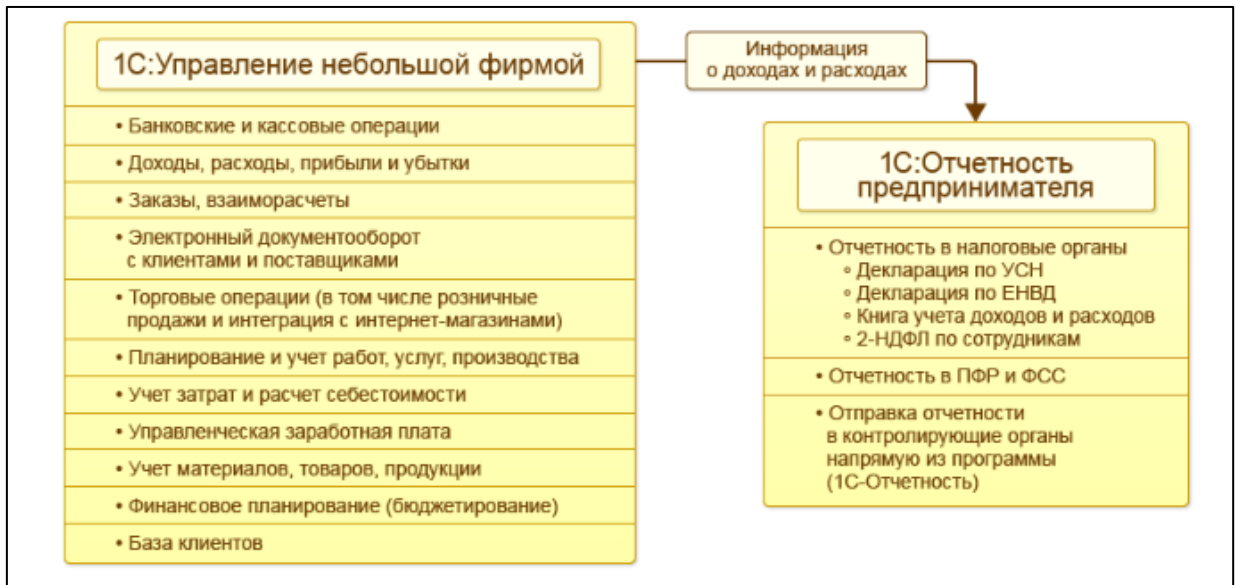 1С:Управление небольшой фирмой
• Банковские и кассовые операции
• Доходы, расходы, прибыли и убытки
• Заказы, взаиморасчеты
• Электронный документооборот
с клиентами и поставщиками
• Торговые операции (в том числе розничные
продажи и интеграция с интернет-магазинами)
• Планирование и учет работ, услуг, производства
• Учет затрат и расчет себестоимости
• Управленческая заработная плата
• Учет материалов, товаров, продукции
• Финансовое планирование (бюджетирование)
• База клиентов
Информация
о доходах и расходах
1С:Отчетность
предпринимателя
• Отчетность в налоговые органы
∘ Декларация по УСН
∘ Декларация по ЕНВД
∘ Книга учета доходов и расходов
∘ 2-НДФЛ по сотрудникам
• Отчетность в ПФР и ФСС
• Отправка отчетности
в контролирующие органы
напрямую из программы
(1С-Отчетность)